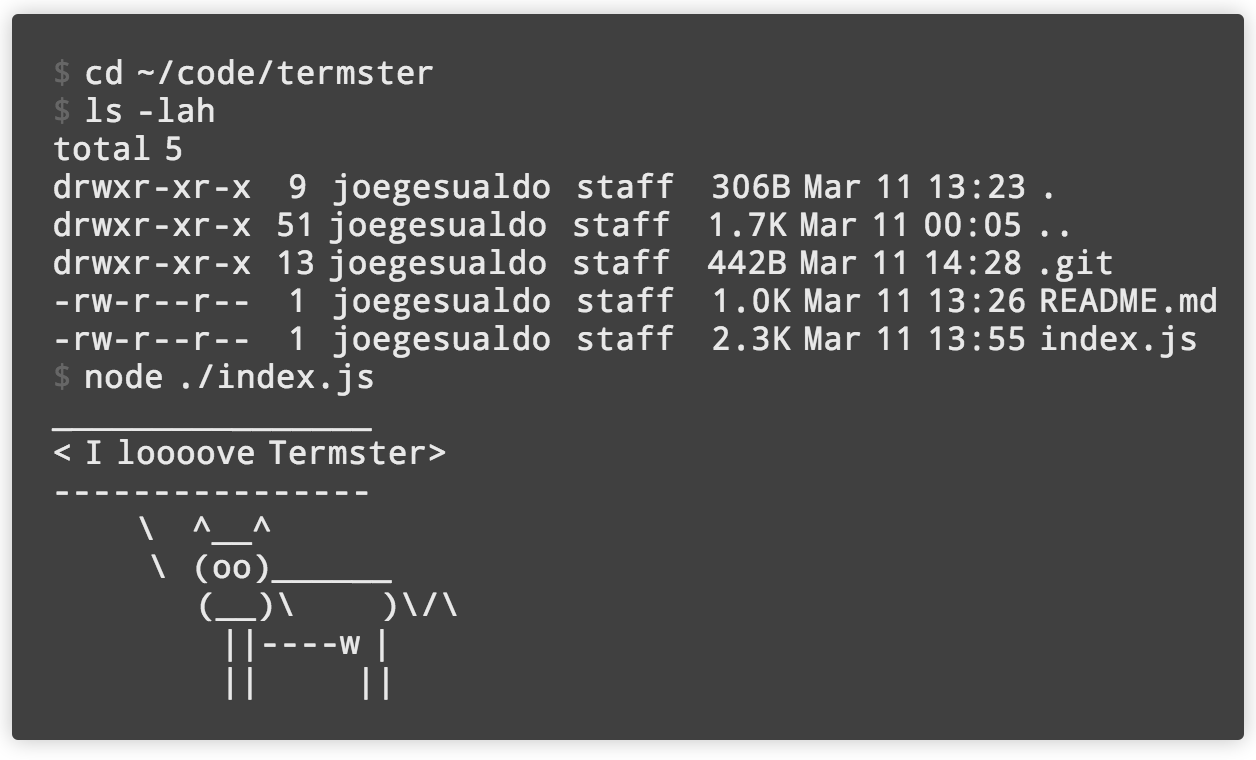 $ cd ~/code/termster
$ ls -lah
total 5
drwxr-xr-x  9  joegesualdo  staff   306B Mar 11 13:23 .
drwxr-xr-x  51 joegesualdo  staff   1.7K Mar 11 00:05 ..
drwxr-xr-x  13 joegesualdo  staff   442B Mar 11 14:28 .git
-rw-r--r--  1  joegesualdo  staff   1.0K Mar 11 13:26 README.md
-rw-r--r--  1  joegesualdo  staff   2.3K Mar 11 13:55 index.js
$ node ./index.js
________________
< I loooove Termster>
----------------
       \   ^__^
        \  (oo)______
           (__)\       )\/\
             ||----w |
             ||        ||